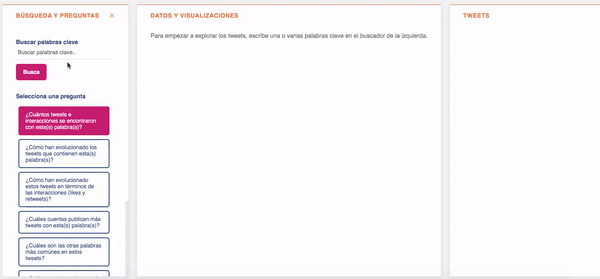 BÚSQUEDA Y PREGUNTAS ×
Buscar palabras clave
Buscar palabras clave..
Busca
Selecciona una pregunta
¿Cuántos tweets e
interacciones se encontraron
con esta(s) palabra(s)?
¿Cómo han evolucionado los
tweets que contienen esta(s)
palabra(s)?
¿Cómo han evolucionado
estos tweets en términos de
las interacciones (likes y
retweets)?
¿Cuáles cuentas publican más
tweets con esta(s) palabra(s)?
¿Cuáles son las otras palabras
más comúnes en estos
tweets?
DATOS Y VISUALIZACIONES
Para empezar a explorar los tweets, escribe una o varias palabras clave en el buscador de la izquierda.
TWEETS